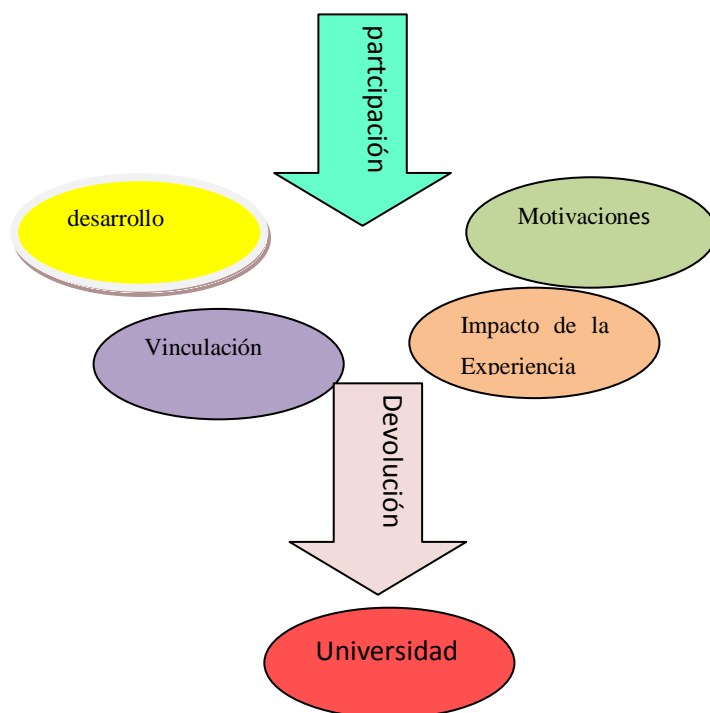 partcipación
desarrollo
Motivaciones
Vinculación
Impacto de la
Experiencia
Devolución
Universidad